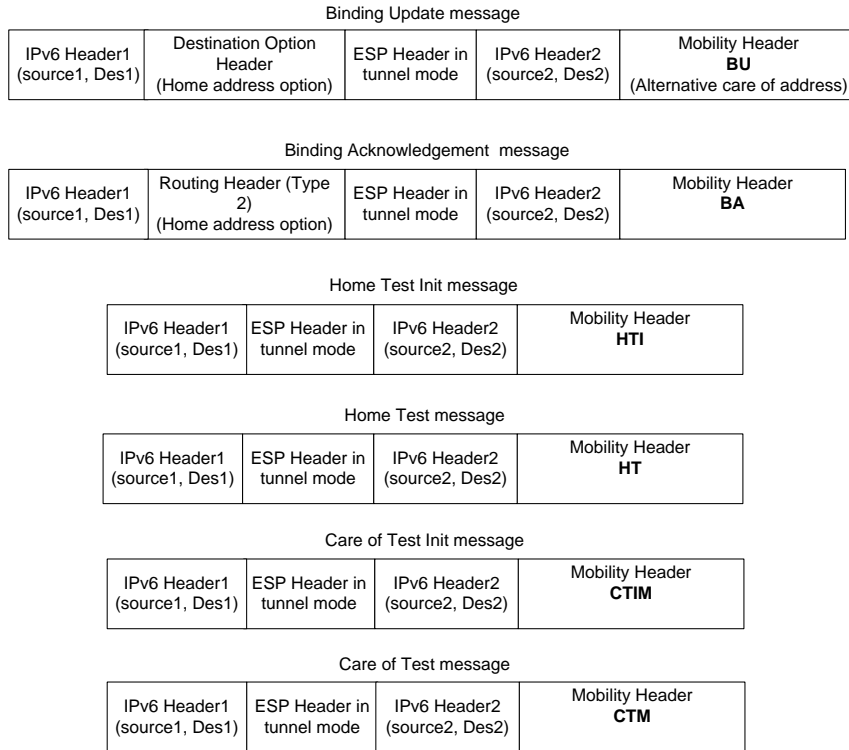 Binding Update message
IPv6 Header1
(source1, Des1)
Destination Option
Header
(Home address option)
ESP Header in
tunnel mode
IPv6 Header2
(source2, Des2)
Mobility Header
BU
(Alternative care of address)
Binding Acknowledgement message
IPv6 Header1
(source1, Des1)
Routing Header (Type
2)
(Home address option)
ESP Header in
tunnel mode
IPv6 Header2
(source2, Des2)
Mobility Header
BA
Home Test Init message
IPv6 Header1
(source1, Des1)
ESP Header in
tunnel mode
IPv6 Header2
(source2, Des2)
Mobility Header
HTI
Home Test message
IPv6 Header1
(source1, Des1)
ESP Header in
tunnel mode
IPv6 Header2
(source2, Des2)
Mobility Header
HT
Care of Test Init message
IPv6 Header1
(source1, Des1)
ESP Header in
tunnel mode
IPv6 Header2
(source2, Des2)
Mobility Header
CTIM
Care of Test message
IPv6 Header1
(source1, Des1)
ESP Header in
tunnel mode
IPv6 Header2
(source2, Des2)
Mobility Header
CTM